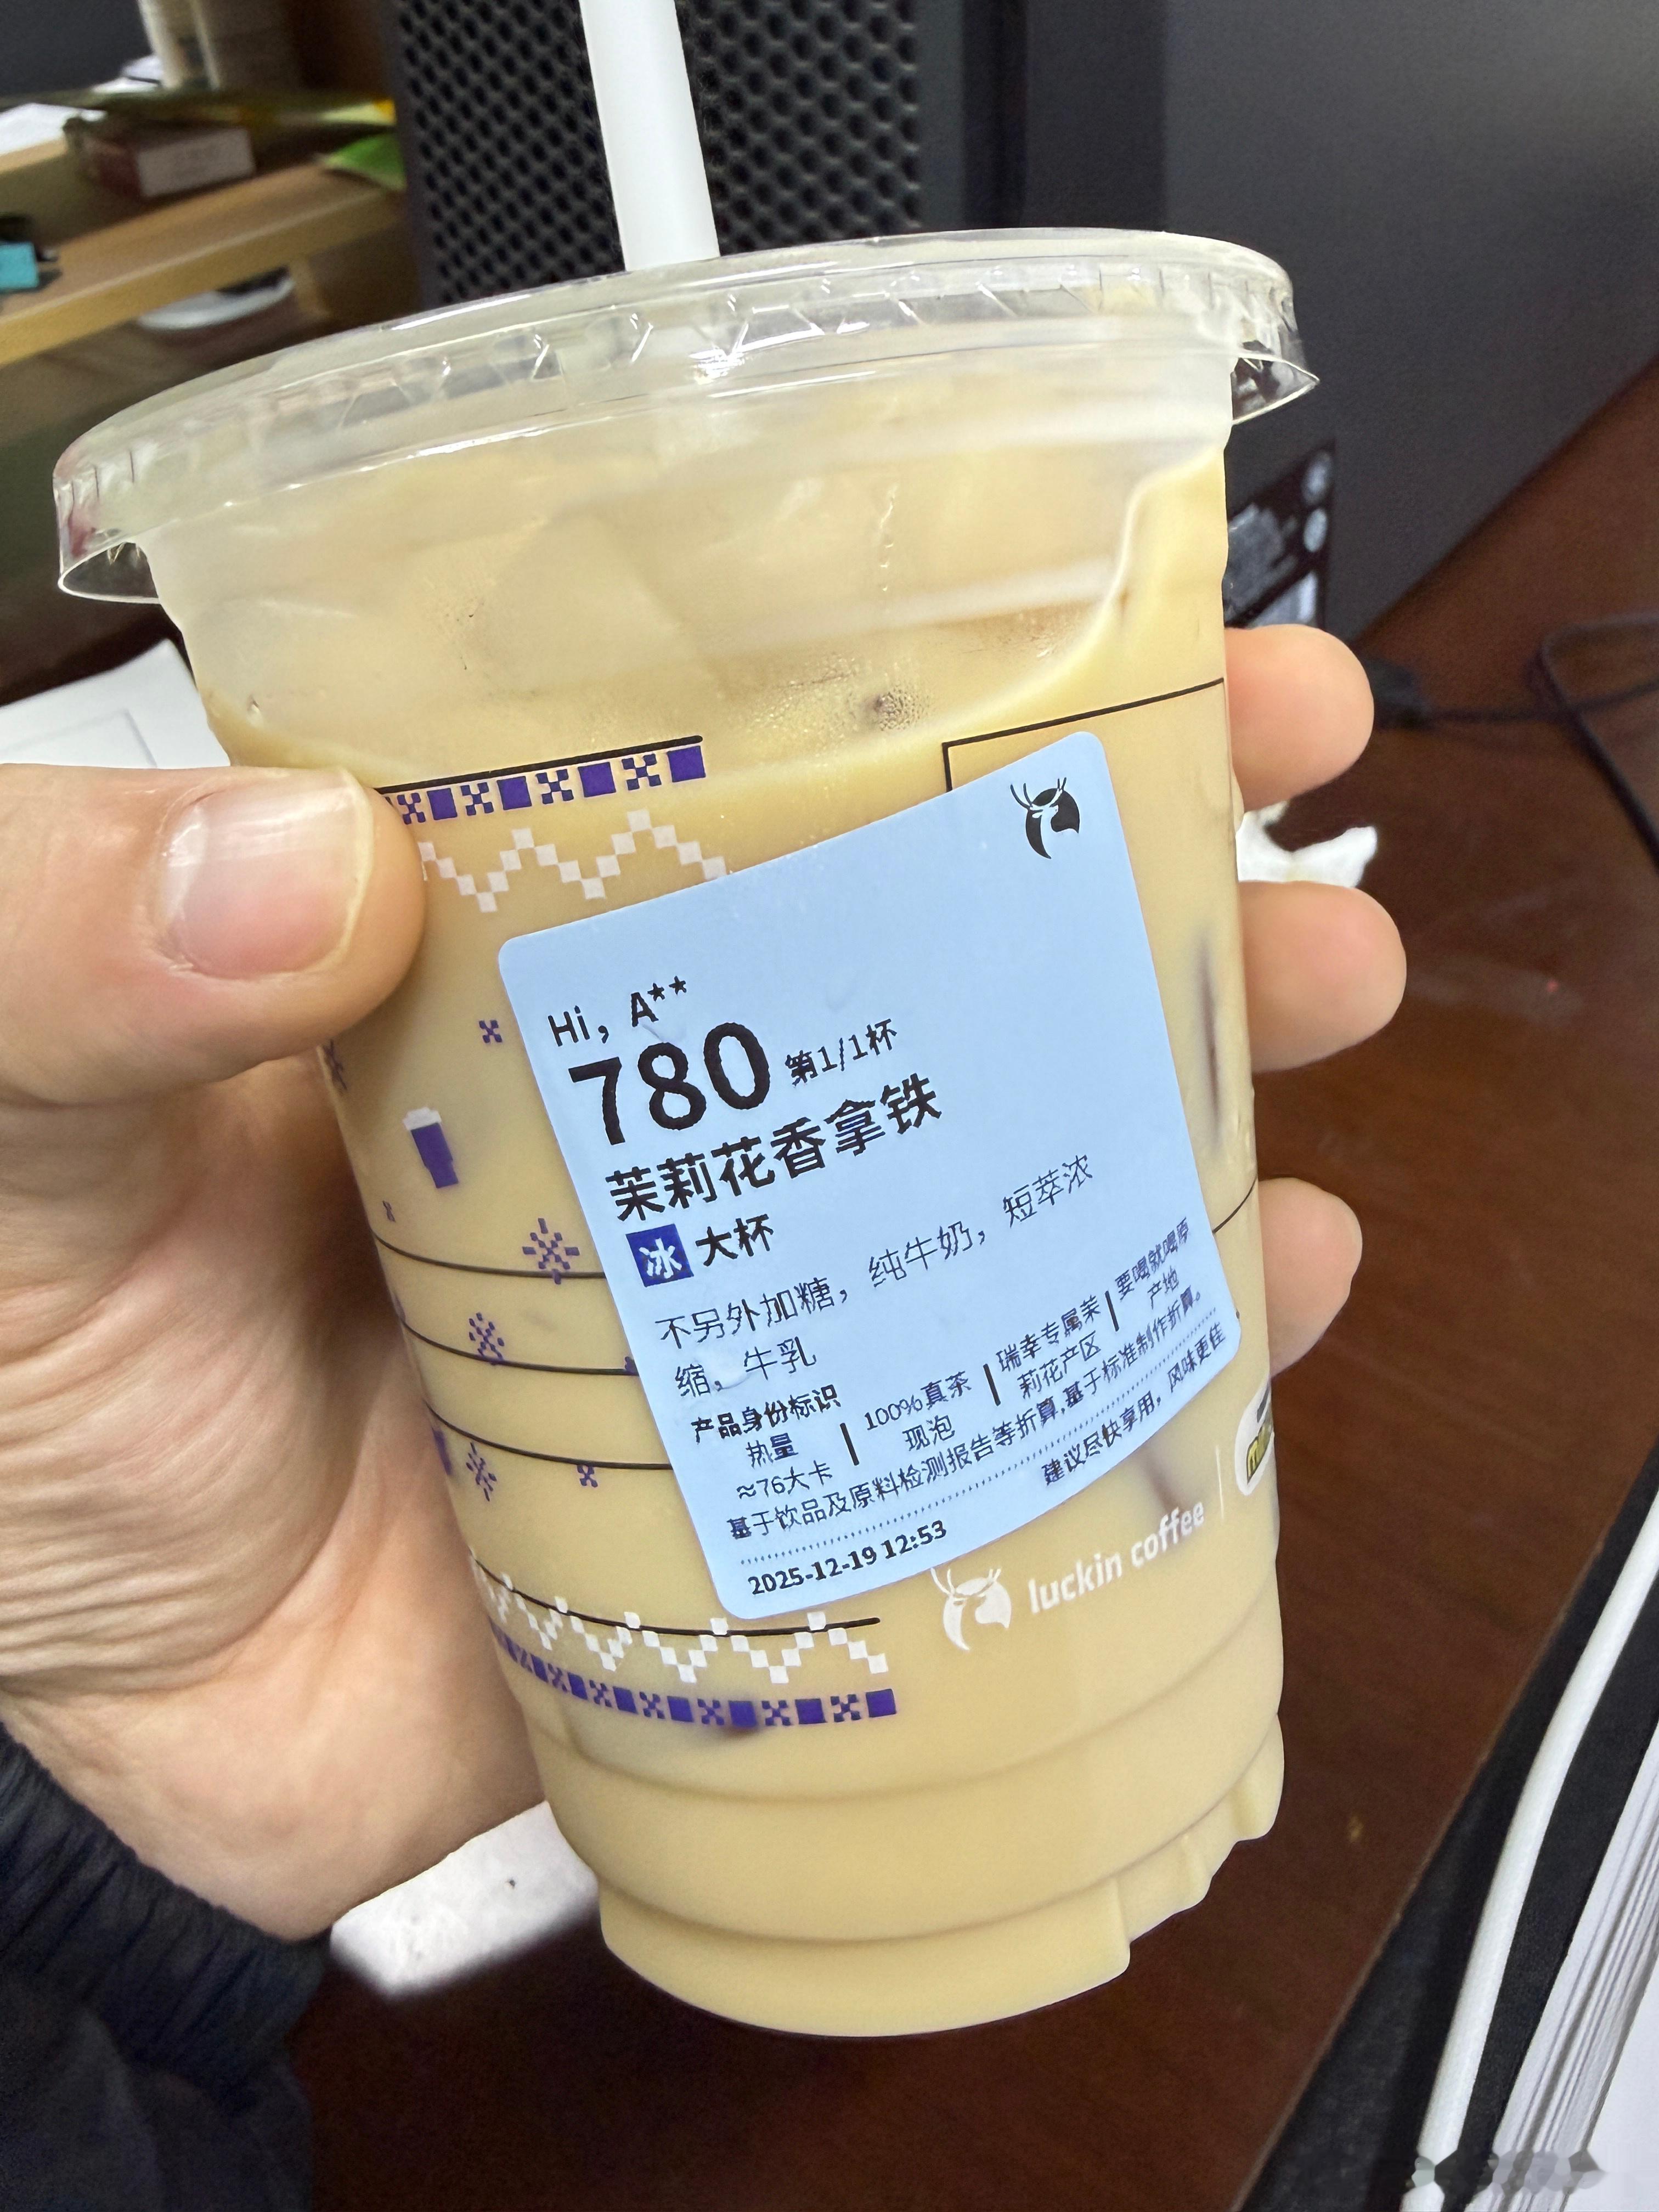 Hi, A**
780 第1/1杯
茉莉花香拿铁
冰 大杯
不另外加糖, 纯牛奶, 短萃浓
缩, 牛乳
产品身份标识
热量
≈76大卡
100%真茶
现泡
瑞幸专属茉
莉花产区
要喝就喝原
产地
基于饮品及原料检测报告等折算,基于标准制作折算。
建议尽快享用, 风味更佳
2025-12-19 12:53
luckin coffee